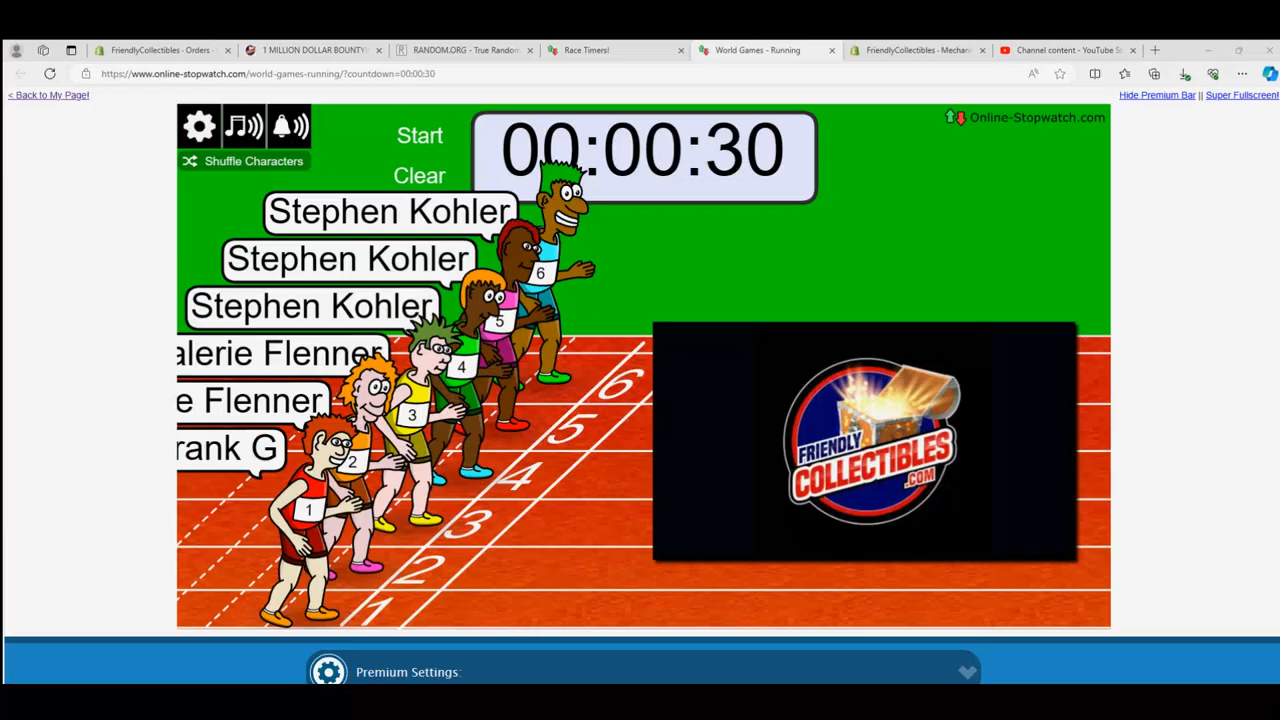 FriendlyCollectibles - Orders
1 MILLION DOLLAR BOUNTY
RANDOM.ORG - True Random
Race Timers!
World Games - Running
FriendlyCollectibles - Mechan
Channel content - YouTube S
https://www.online-stopwatch.com/world-games-running/?countdown=00:00:30
< Back to My Page!
Hide Premium Bar || Super Fullscreen!
Shuffle Characters
Start
Clear
00:00:30
Online-Stopwatch.com
Stephen Kohler
Stephen Kohler
Stephen Kohler
alerie Flenner
e Flenner
rank G
6
5
4
3
2
1
6
5
4
3
2
1
FRIENDLY
COLLECTIBLES
.COM
Premium Settings: